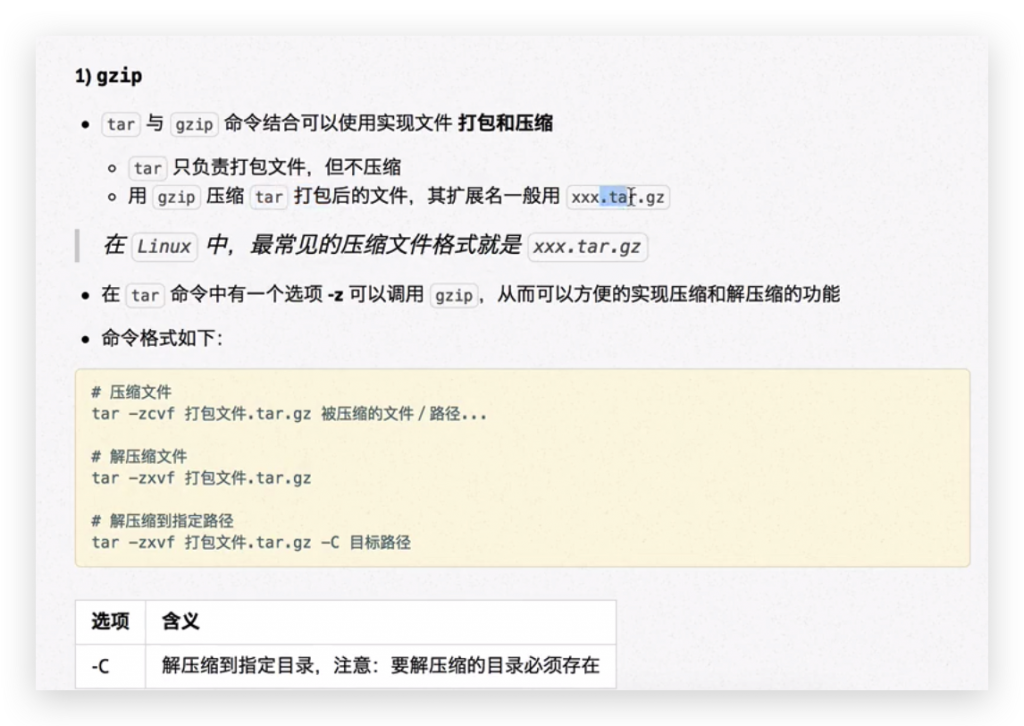 1) gzip
• tar 与 gzip 命令结合可以使用实现文件 打包和压缩
◦ tar 只负责打包文件，但不压缩
◦ 用 gzip 压缩 tar 打包后的文件，其扩展名一般用 xxx.tar.gz
在 Linux 中，最常见的压缩文件格式就是 xxx.tar.gz
• 在 tar 命令中有一个选项 -z 可以调用 gzip，从而可以方便的实现压缩和解压缩的功能
• 命令格式如下：
# 压缩文件
tar -zcvf 打包文件.tar.gz 被压缩的文件／路径...
# 解压缩文件
tar -zxvf 打包文件.tar.gz
# 解压缩到指定路径
tar -zxvf 打包文件.tar.gz -C 目标路径
选项 含义
-C 解压缩到指定目录，注意：要解压缩的目录必须存在